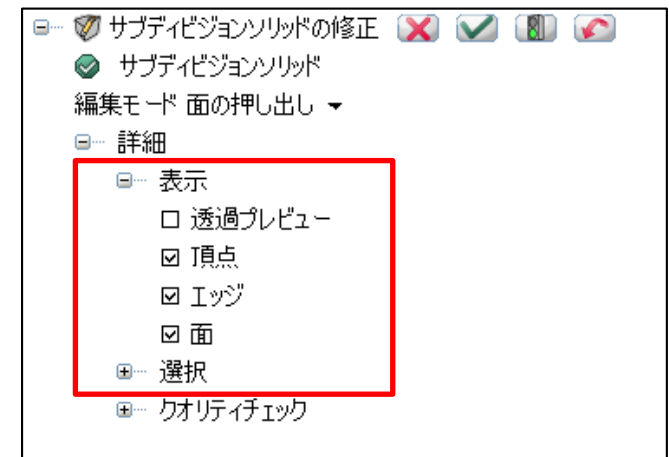 サブディビジョンソリッドの修正
サブディビジョンソリッド
編集モード 面の押し出し
詳細
表示
透過プレビュー
頂点
エッジ
面
選択
クオリティチェック